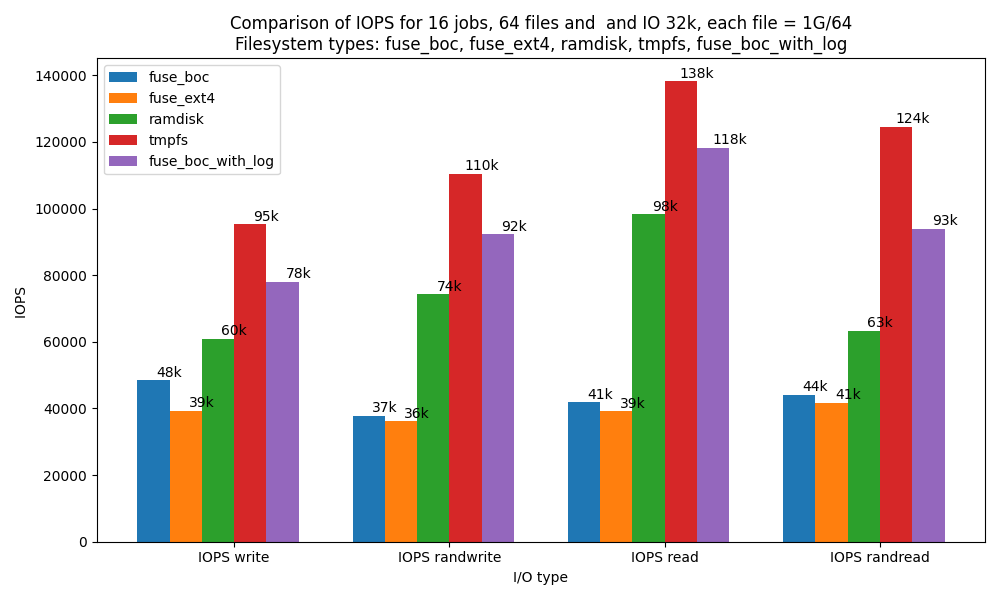 Comparison of IOPS for 16 jobs, 64 files and  and IO 32k, each file = 1G/64
Filesystem types: fuse_boc, fuse_ext4, ramdisk, tmpfs, fuse_boc_with_log
fuse_boc
fuse_ext4
ramdisk
tmpfs
fuse_boc_with_log
IOPS
140000
120000
100000
80000
60000
40000
20000
0
48k
39k
60k
95k
78k
37k
36k
74k
110k
92k
41k
39k
98k
138k
118k
44k
41k
63k
124k
93k
IOPS write
IOPS randwrite
IOPS read
IOPS randread
I/O type